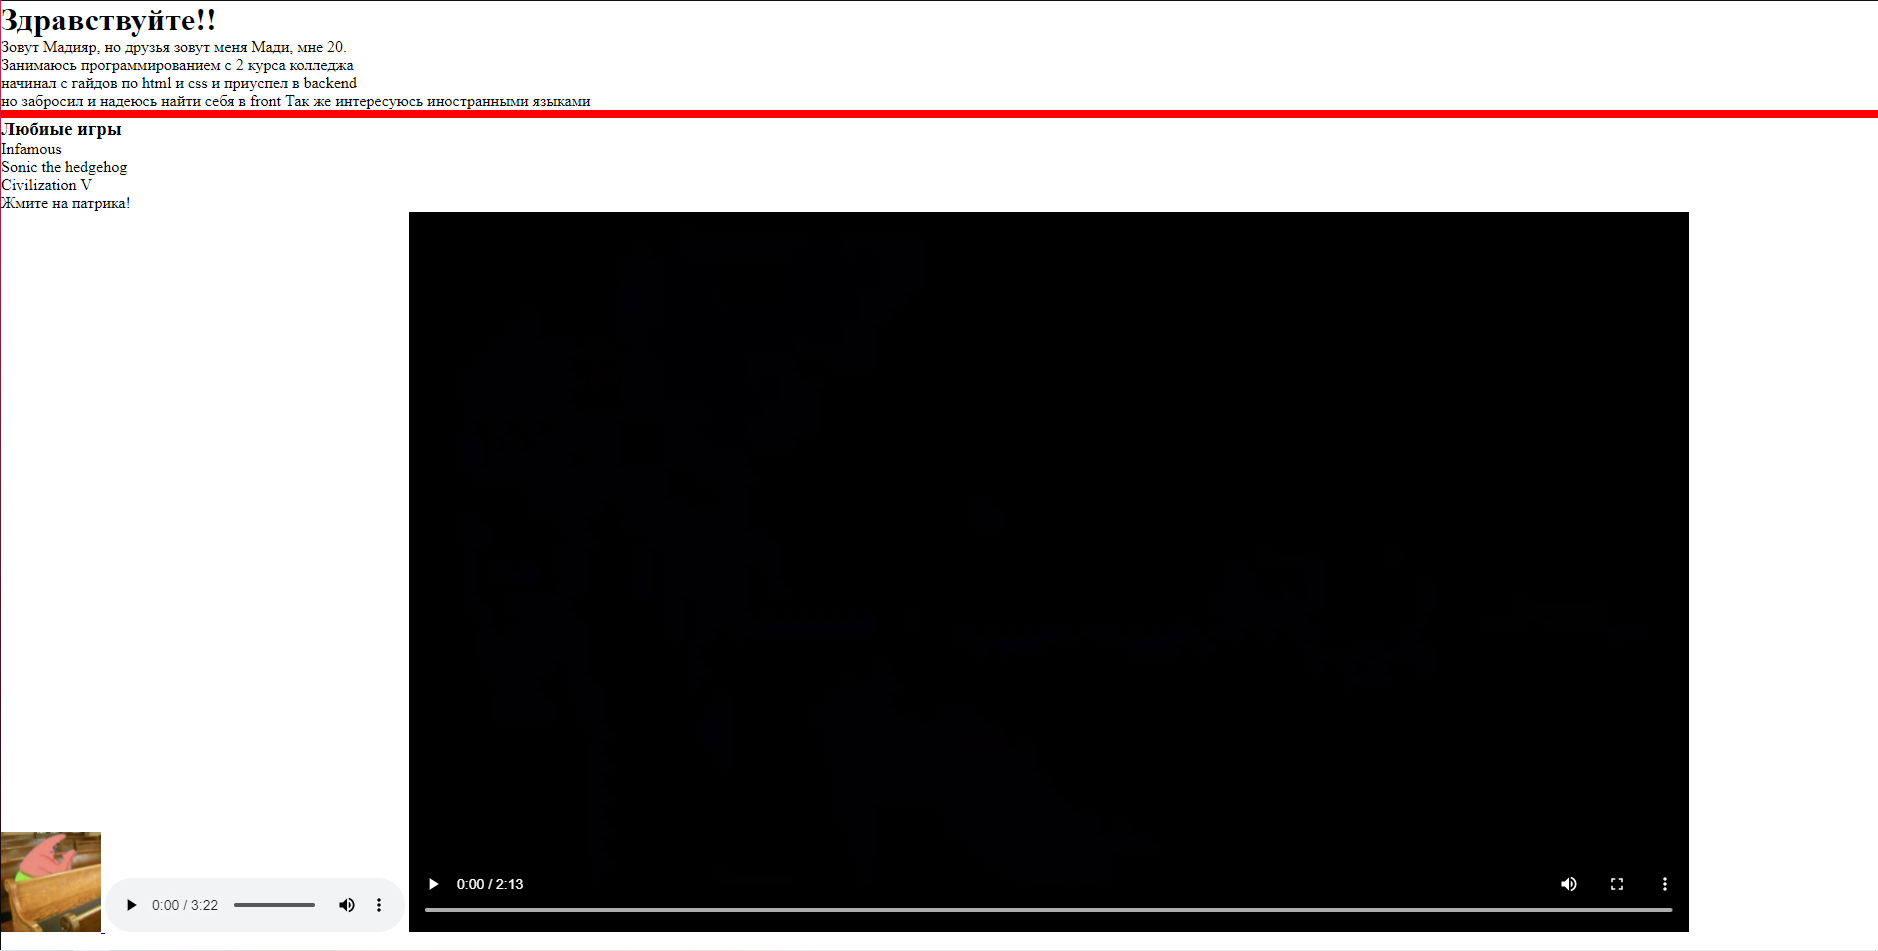 Здравствуйте!!
Зовут Мадияр, но друзья зовут меня Мади, мне 20.
Занимаюсь программированием с 2 курса колледжа
начинал с гайдов по html и css и приуспел в backend
но забросил и надеюсь найти себя в front Так же интересуюсь иностранными языками
Любиые игры
Infamous
Sonic the hedgehog
Civilization V
Жмите на патрика!
0:00 / 3:22
0:00 / 2:13